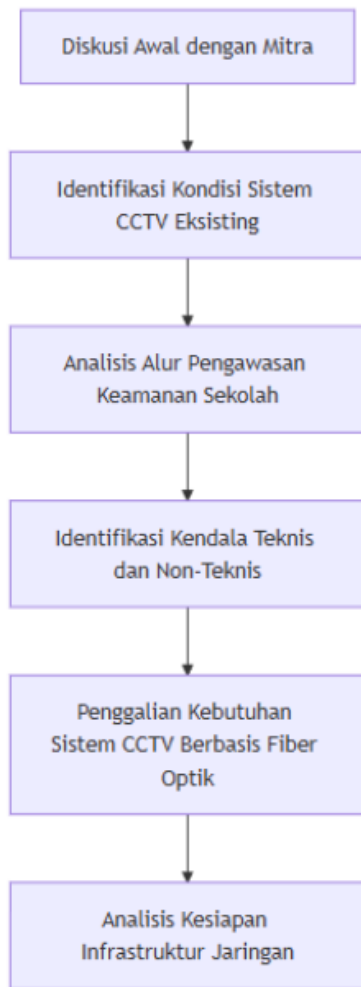 Diskusi Awal dengan Mitra
Identifikasi Kondisi Sistem
CCTV Eksisting
Analisis Alur Pengawasan
Keamanan Sekolah
Identifikasi Kendala Teknis
dan Non-Teknis
Penggalian Kebutuhan
Sistem CCTV Berbasis Fiber
Optik
Analisis Kesiapan
Infrastruktur Jaringan